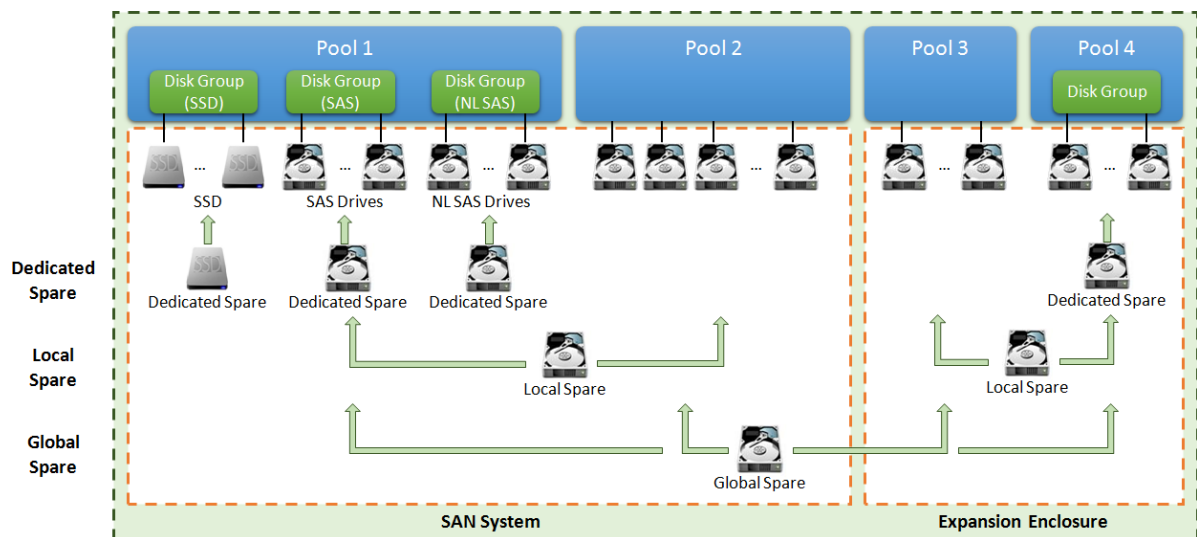 Pool 1
Pool 2
Pool 3
Pool 4
Disk Group
(SSD)
Disk Group
(SAS)
Disk Group
(NL SAS)
Disk Group
SSD
...
SSD
...
...
...
...
...
SSD
SAS Drives
NL SAS Drives
Dedicated
Spare
SSD
Dedicated Spare
Dedicated Spare
Dedicated Spare
Dedicated Spare
Local
Spare
Local Spare
Local Spare
Global
Spare
Global Spare
SAN System
Expansion Enclosure